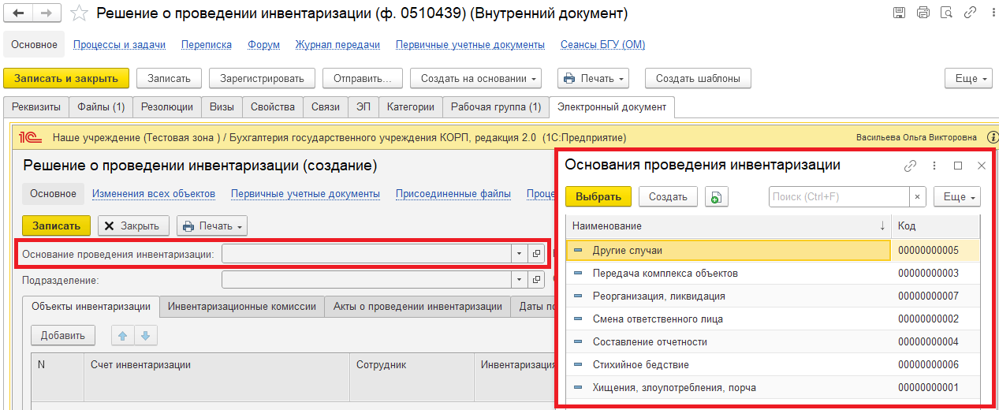 Решение о проведении инвентаризации (ф. 0510439) (Внутренний документ)
Основное Процессы и задачи Переписка Форум Журнал передачи Первичные учетные документы Сеансы БГУ (ОМ)
Записать и закрыть Записать Зарегистрировать Отправить... Создать на основании Печать Создать шаблоны Еще
Реквизиты Файлы (1) Резолюции Визы Свойства Связи ЭП Категории Рабочая группа (1) Электронный документ
1С Наше учреждение (Тестовая зона ) / Бухгалтерия государственного учреждения КОРП, редакция 2.0 (1С:Предприятие) Васильева Ольга Викторовна
Решение о проведении инвентаризации (создание)
Основное Изменения всех объектов Первичные учетные документы Присоединенные файлы Проце
Записать Закрыть Печать
Основание проведения инвентаризации:
Подразделение:
Объекты инвентаризации Инвентаризационные комиссии Акты о проведении инвентаризации Даты по
Добавить
N Счет инвентаризации Сотрудник Инвентаризация
Основания проведения инвентаризации
Выбрать Создать Поиск (Ctrl+F) × Еще
Наименование ↓ Код
Другие случаи 00000000005
Передача комплекса объектов 00000000003
Реорганизация, ликвидация 00000000007
Смена ответственного лица 00000000002
Составление отчетности 00000000004
Стихийное бедствие 00000000006
Хищения, злоупотребления, порча 00000000001